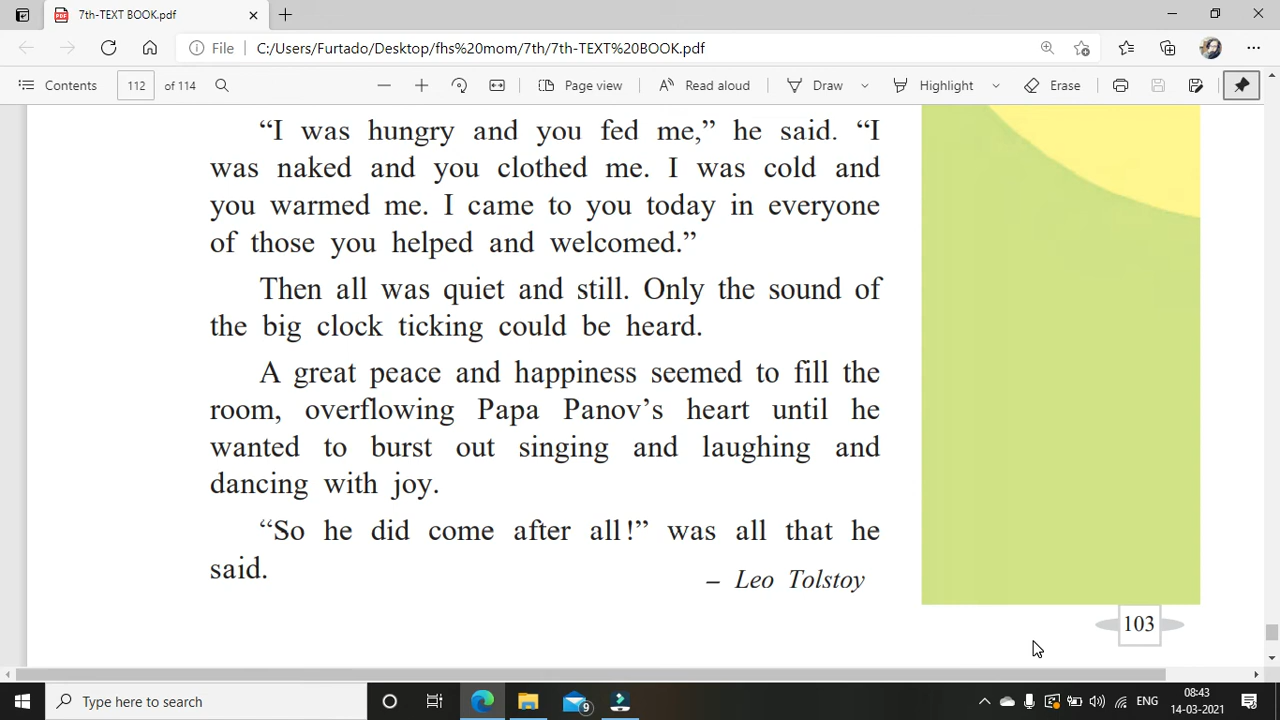 7th-TEXT BOOK.pdf
File C:/Users/Furtado/Desktop/fhs%20mom/7th/7th-TEXT%20BOOK.pdf
Contents 112 of 114 Page view Read aloud Draw Highlight Erase
“I was hungry and you fed me,” he said. “I
was naked and you clothed me. I was cold and
you warmed me. I came to you today in everyone
of those you helped and welcomed.”
Then all was quiet and still. Only the sound of
the big clock ticking could be heard.
A great peace and happiness seemed to fill the
room, overflowing Papa Panov’s heart until he
wanted to burst out singing and laughing and
dancing with joy.
“So he did come after all!” was all that he
said.
– Leo Tolstoy
103
Type here to search 9 ENG 08:43
14-03-2021